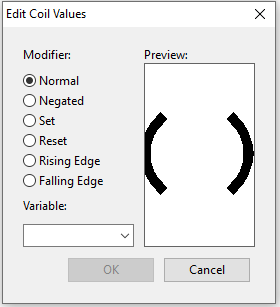 Edit Coil Values
Modifier:
Preview:
Normal
Negated
Set
Reset
Rising Edge
Falling Edge
Variable:
OK
Cancel